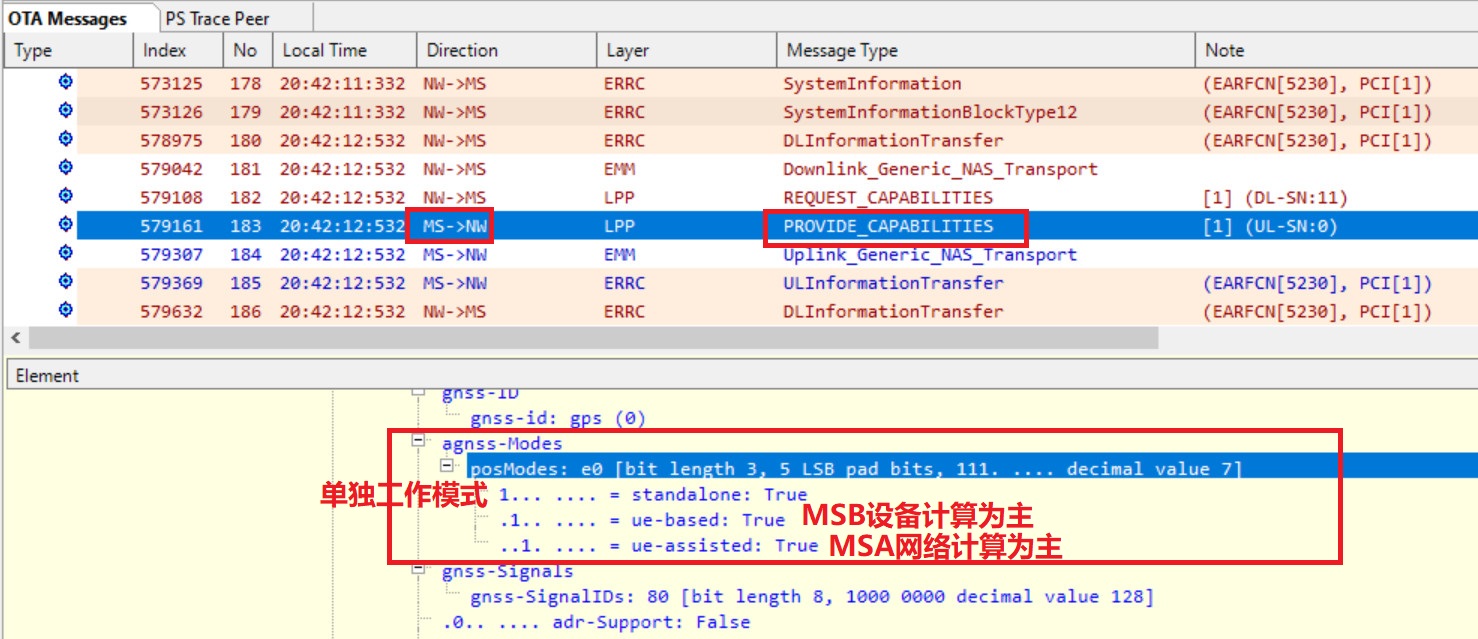 OTA Messages PS Trace Peer
Type Index No Local Time Direction Layer Message Type Note
573125 178 20:42:11:332 NW->MS ERRC SystemInformation (EARFCN[5230], PCI[1])
573126 179 20:42:11:332 NW->MS ERRC SystemInformationBlockType12 (EARFCN[5230], PCI[1])
578975 180 20:42:12:532 NW->MS ERRC DLInformationTransfer (EARFCN[5230], PCI[1])
579042 181 20:42:12:532 NW->MS EMM Downlink_Generic_NAS_Transport
579108 182 20:42:12:532 NW->MS LPP REQUEST_CAPABILITIES [1] (DL-SN:11)
579161 183 20:42:12:532 MS->NW LPP PROVIDE_CAPABILITIES [1] (UL-SN:0)
579307 184 20:42:12:532 MS->NW EMM Uplink_Generic_NAS_Transport
579369 185 20:42:12:532 MS->NW ERRC ULInformationTransfer (EARFCN[5230], PCI[1])
579632 186 20:42:12:532 NW->MS ERRC DLInformationTransfer (EARFCN[5230], PCI[1])
Element
gnss-ID
gnss-id: gps (0)
agnss-Modes
posModes: e0 [bit length 3, 5 LSB pad bits, 111. .... decimal value 7]
单独工作模式 1... .... = standalone: True
.1.. .... = ue-based: True MSB设备计算为主
..1. .... = ue-assisted: True MSA网络计算为主
gnss-Signals
gnss-SignalIDs: 80 [bit length 8, 1000 0000 decimal value 128]
.0.. .... adr-Support: False